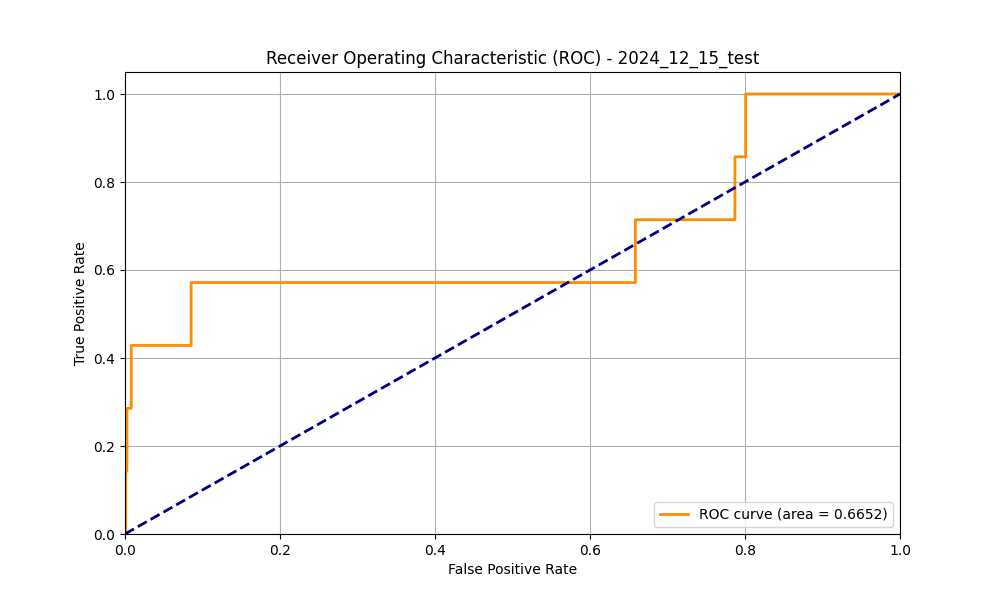 Receiver Operating Characteristic (ROC) - 2024_12_15_test
1.0
0.8
0.6
0.4
0.2
0.0
True Positive Rate
0.0 0.2 0.4 0.6 0.8 1.0
False Positive Rate
ROC curve (area = 0.6652)